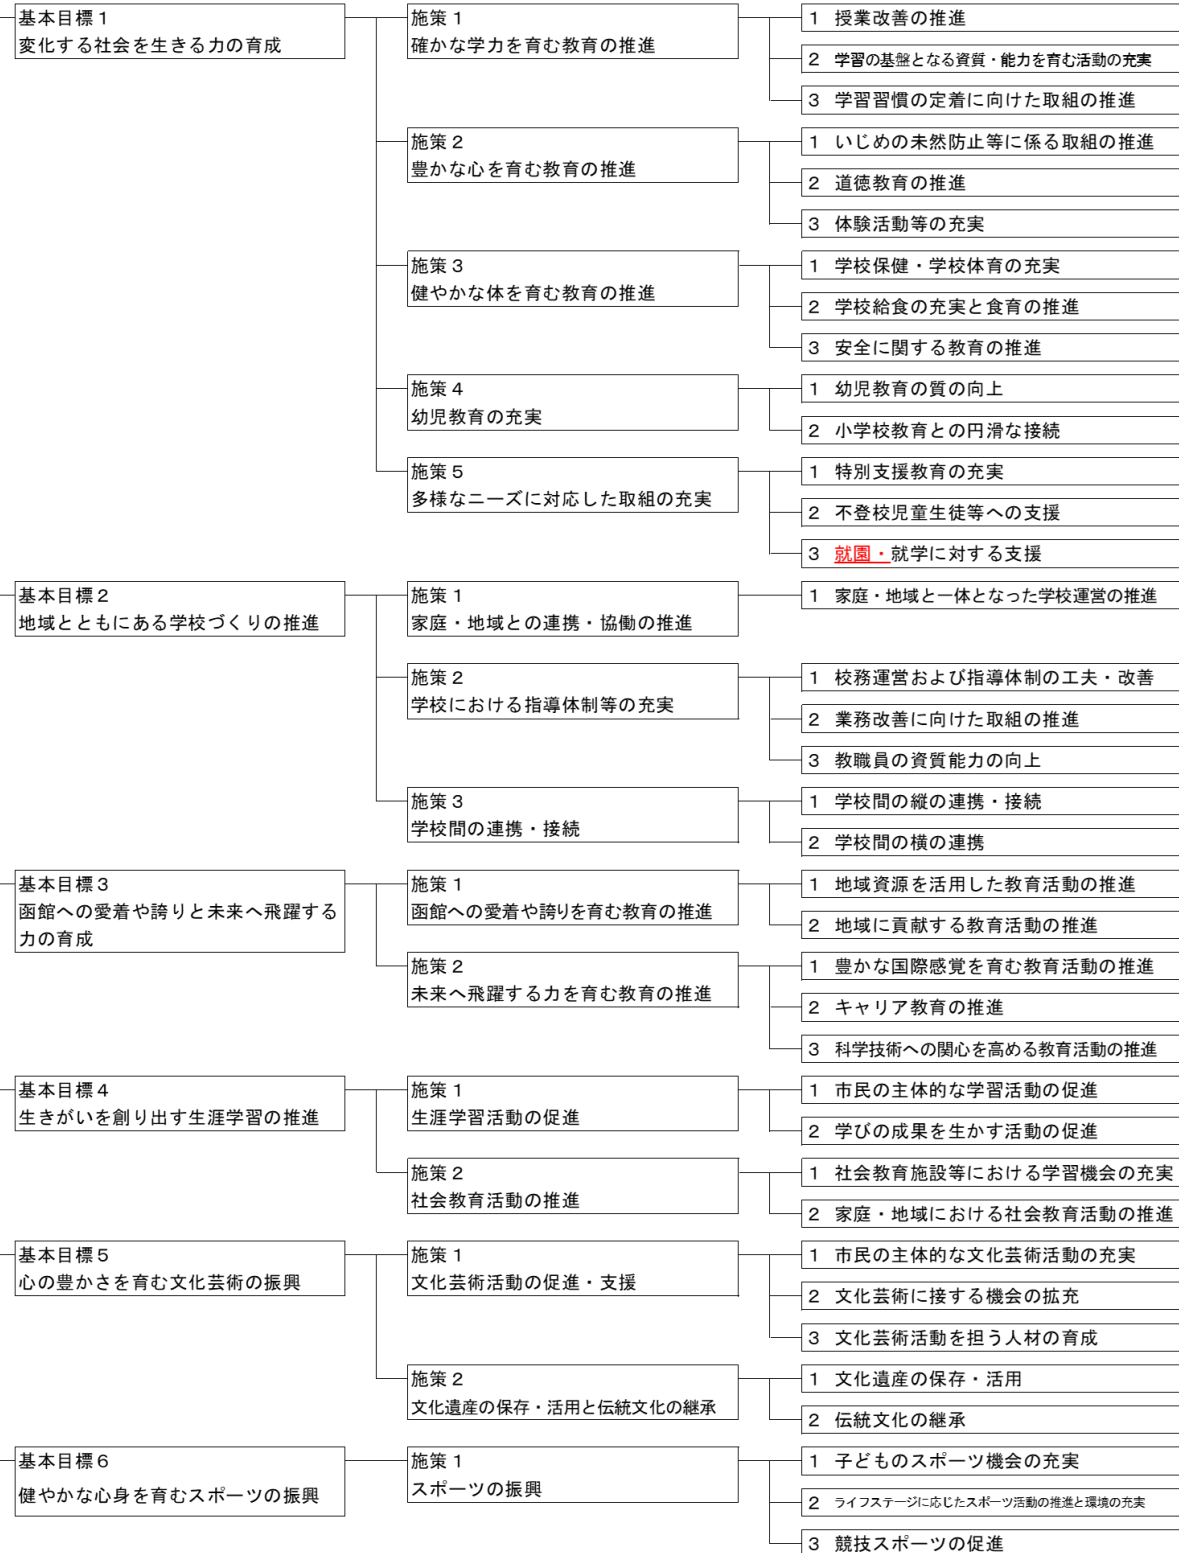 基本目標１
変化する社会を生きる力の育成
施策１
確かな学力を育む教育の推進
１ 授業改善の推進
２ 学習の基盤となる資質・能力を育む活動の充実
３ 学習習慣の定着に向けた取組の推進
施策２
豊かな心を育む教育の推進
１ いじめの未然防止等に係る取組の推進
２ 道徳教育の推進
３ 体験活動等の充実
施策３
健やかな体を育む教育の推進
１ 学校保健・学校体育の充実
２ 学校給食の充実と食育の推進
３ 安全に関する教育の推進
施策４
幼児教育の充実
１ 幼児教育の質の向上
２ 小学校教育との円滑な接続
施策５
多様なニーズに対応した取組の充実
１ 特別支援教育の充実
２ 不登校児童生徒等への支援
３ 就園・就学に対する支援
基本目標２
地域とともにある学校づくりの推進
施策１
家庭・地域との連携・協働の推進
１ 家庭・地域と一体となった学校運営の推進
施策２
学校における指導体制等の充実
１ 校務運営および指導体制の工夫・改善
２ 業務改善に向けた取組の推進
３ 教職員の資質能力の向上
施策３
学校間の連携・接続
１ 学校間の縦の連携・接続
２ 学校間の横の連携
基本目標３
函館への愛着や誇りと未来へ飛躍する
力の育成
施策１
函館への愛着や誇りを育む教育の推進
１ 地域資源を活用した教育活動の推進
２ 地域に貢献する教育活動の推進
施策２
未来へ飛躍する力を育む教育の推進
１ 豊かな国際感覚を育む教育活動の推進
２ キャリア教育の推進
３ 科学技術への関心を高める教育活動の推進
基本目標４
生きがいを創り出す生涯学習の推進
施策１
生涯学習活動の促進
１ 市民の主体的な学習活動の促進
２ 学びの成果を生かす活動の促進
施策２
社会教育活動の推進
１ 社会教育施設等における学習機会の充実
２ 家庭・地域における社会教育活動の推進
基本目標５
心の豊かさを育む文化芸術の振興
施策１
文化芸術活動の促進・支援
１ 市民の主体的な文化芸術活動の充実
２ 文化芸術に接する機会の拡充
３ 文化芸術活動を担う人材の育成
施策２
文化遺産の保存・活用と伝統文化の継承
１ 文化遺産の保存・活用
２ 伝統文化の継承
基本目標６
健やかな心身を育むスポーツの振興
施策１
スポーツの振興
１ 子どものスポーツ機会の充実
２ ライフステージに応じたスポーツ活動の推進と環境の充実
３ 競技スポーツの促進